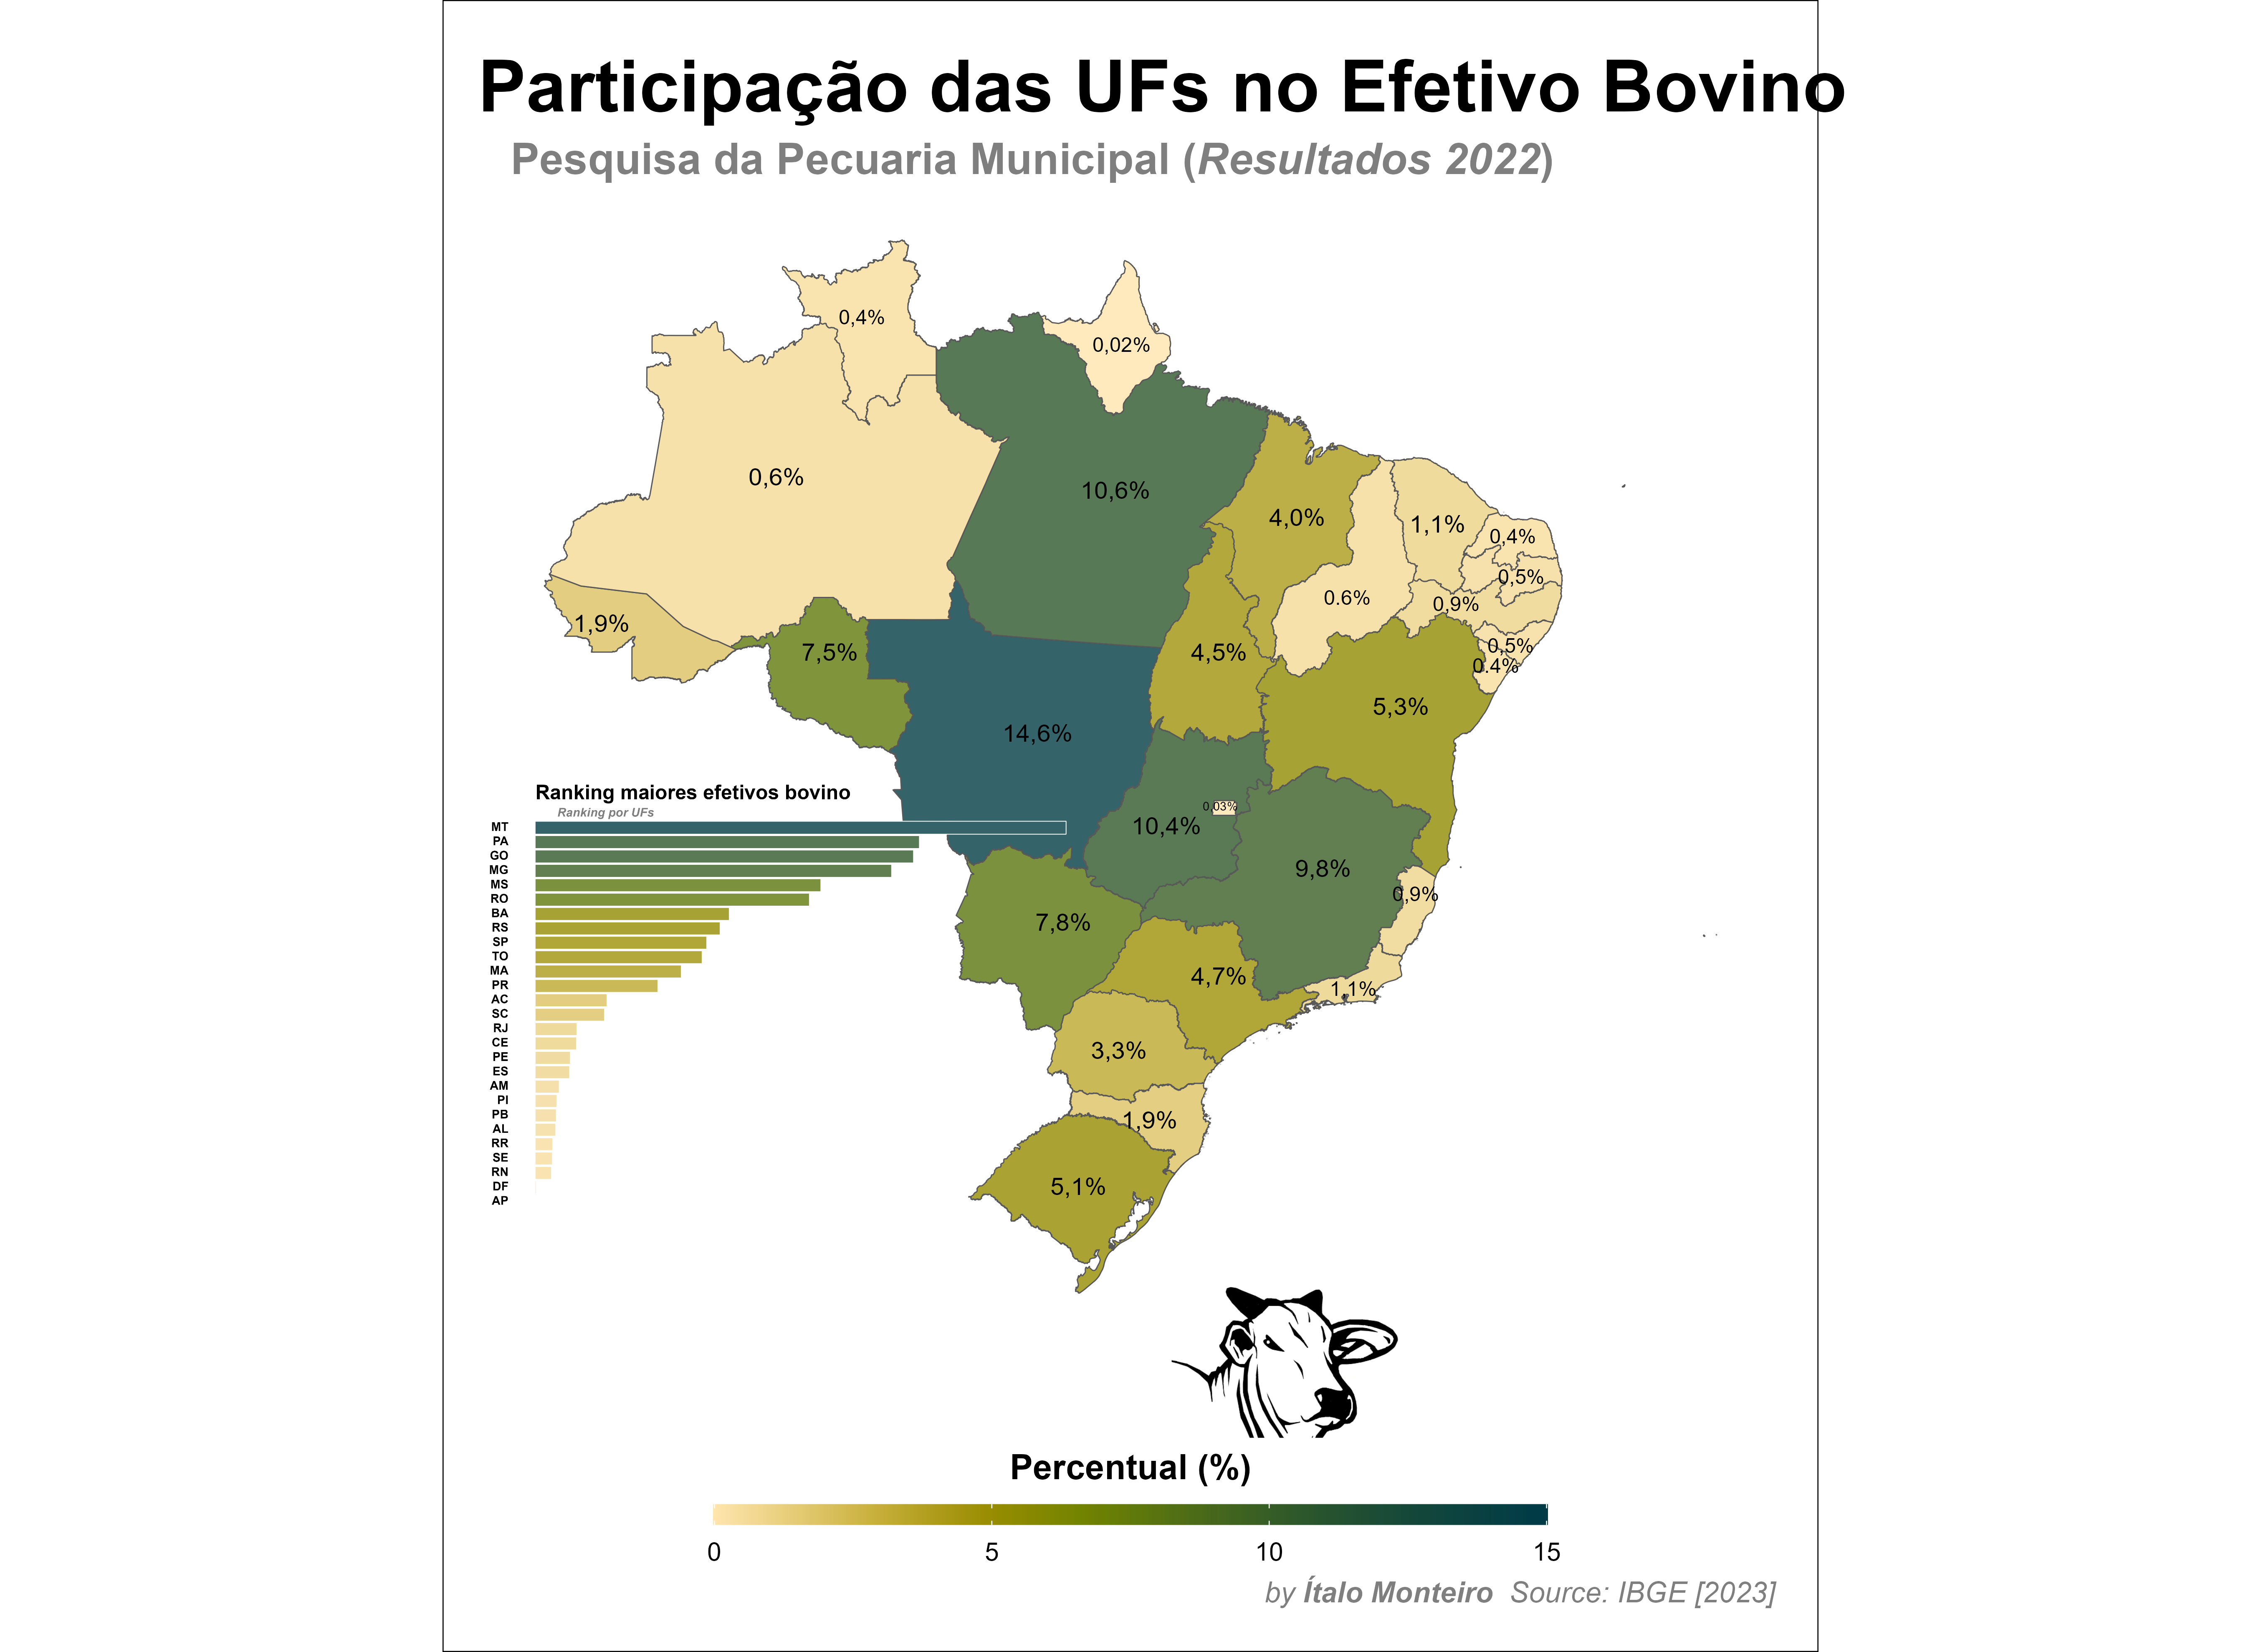 Participação das UFs no Efetivo Bovino
Pesquisa da Pecuaria Municipal (Resultados 2022)
0,4%
0,02%
0,6%
10,6%
4,0%
1,1%
0,4%
0,5%
0.6%
0,9%
1,9%
7,5%
4,5%
0,5%
0.4%
5,3%
14,6%
0,03%
10,4%
9,8%
0,9%
7,8%
4,7%
1,1%
3,3%
1,9%
5,1%
Ranking maiores efetivos bovino
Ranking por UFs
MT
PA
GO
MG
MS
RO
BA
RS
SP
TO
MA
PR
AC
SC
RJ
CE
PE
ES
AM
PI
PB
AL
RR
SE
RN
DF
AP
Percentual (%)
0 5 10 15
by Ítalo Monteiro Source: IBGE [2023]